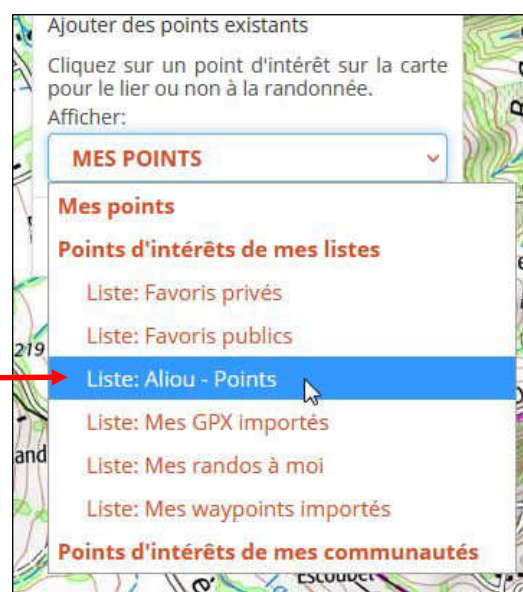 Ajouter des points existants
Cliquez sur un point d'intérêt sur la carte
pour le lier ou non à la randonnée.
Afficher:
MES POINTS
Mes points
Points d'intérêts de mes listes
Liste: Favoris privés
Liste: Favoris publics
219
Liste: Aliou - Points
Liste: Mes GPX importés
and
Liste: Mes randos à moi
Liste: Mes waypoints importés
Points d'intérêts de mes communautés